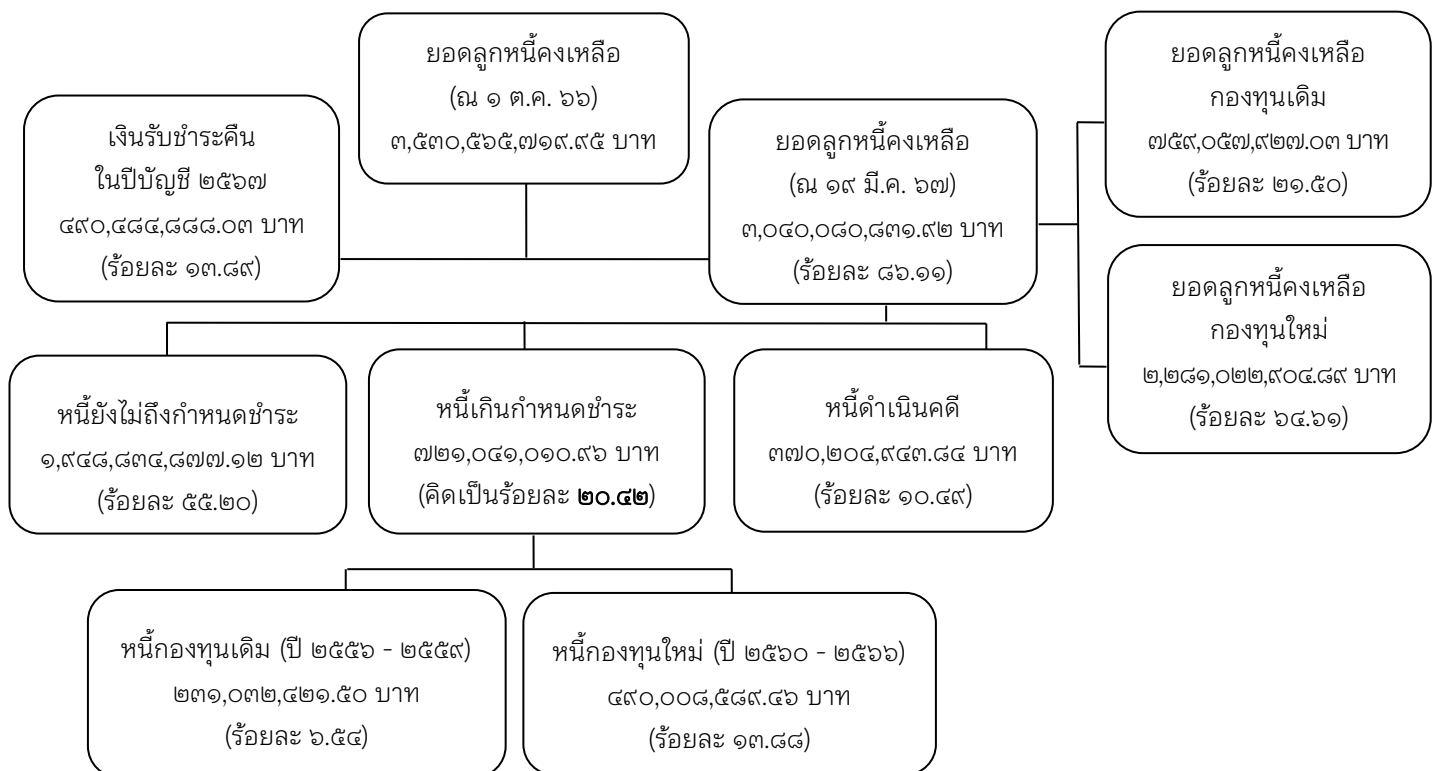 ยอดลูกหนี้คงเหลือ
(ณ ๑ ต.ค. ๖๖)
๓,๕๓๐,๕๖๕,๗๑๙.๙๕ บาท
เงินรับชำระคืน
ในปีบัญชี ๒๕๖๗
๔๙๐,๔๘๔,๘๘๘.๐๓ บาท
(ร้อยละ ๑๓.๘๙)
ยอดลูกหนี้คงเหลือ
(ณ ๑๙ มี.ค. ๖๗)
๓,๐๔๐,๐๘๐,๘๓๑.๙๒ บาท
(ร้อยละ ๘๖.๑๑)
ยอดลูกหนี้คงเหลือ
กองทุนเดิม
๗๕๙,๐๕๗,๙๒๗.๐๓ บาท
(ร้อยละ ๒๑.๕๐)
ยอดลูกหนี้คงเหลือ
กองทุนใหม่
๒,๒๘๑,๐๒๒,๙๐๔.๘๙ บาท
(ร้อยละ ๖๔.๖๑)
หนี้ยังไม่ถึงกำหนดชำระ
๑,๙๔๘,๘๓๔,๘๗๗.๑๒ บาท
(ร้อยละ ๕๕.๒๐)
หนี้เกินกำหนดชำระ
๗๒๑,๐๔๑,๐๑๐.๙๖ บาท
(คิดเป็นร้อยละ ๒๐.๔๒)
หนี้ดำเนินคดี
๓๗๐,๒๐๔,๙๔๓.๘๔ บาท
(ร้อยละ ๑๐.๔๙)
หนี้กองทุนเดิม (ปี ๒๕๕๖ - ๒๕๕๙)
๒๓๑,๐๓๒,๔๒๑.๕๐ บาท
(ร้อยละ ๖.๕๔)
หนี้กองทุนใหม่ (ปี ๒๕๖๐ - ๒๕๖๖)
๔๙๐,๐๐๘,๕๘๙.๔๖ บาท
(ร้อยละ ๑๓.๘๘)